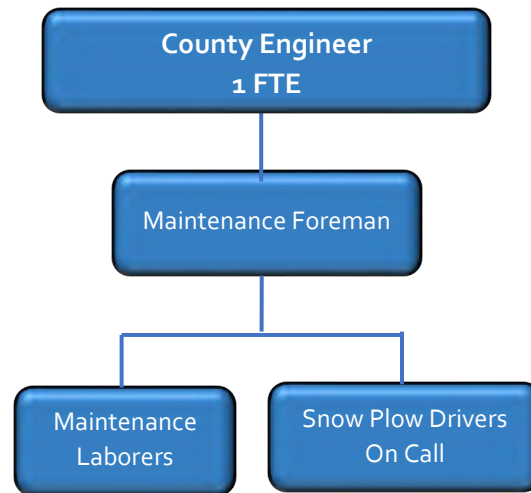 County Engineer
1 FTE
Maintenance Foreman
Maintenance
Laborers
Snow Plow Drivers
On Call